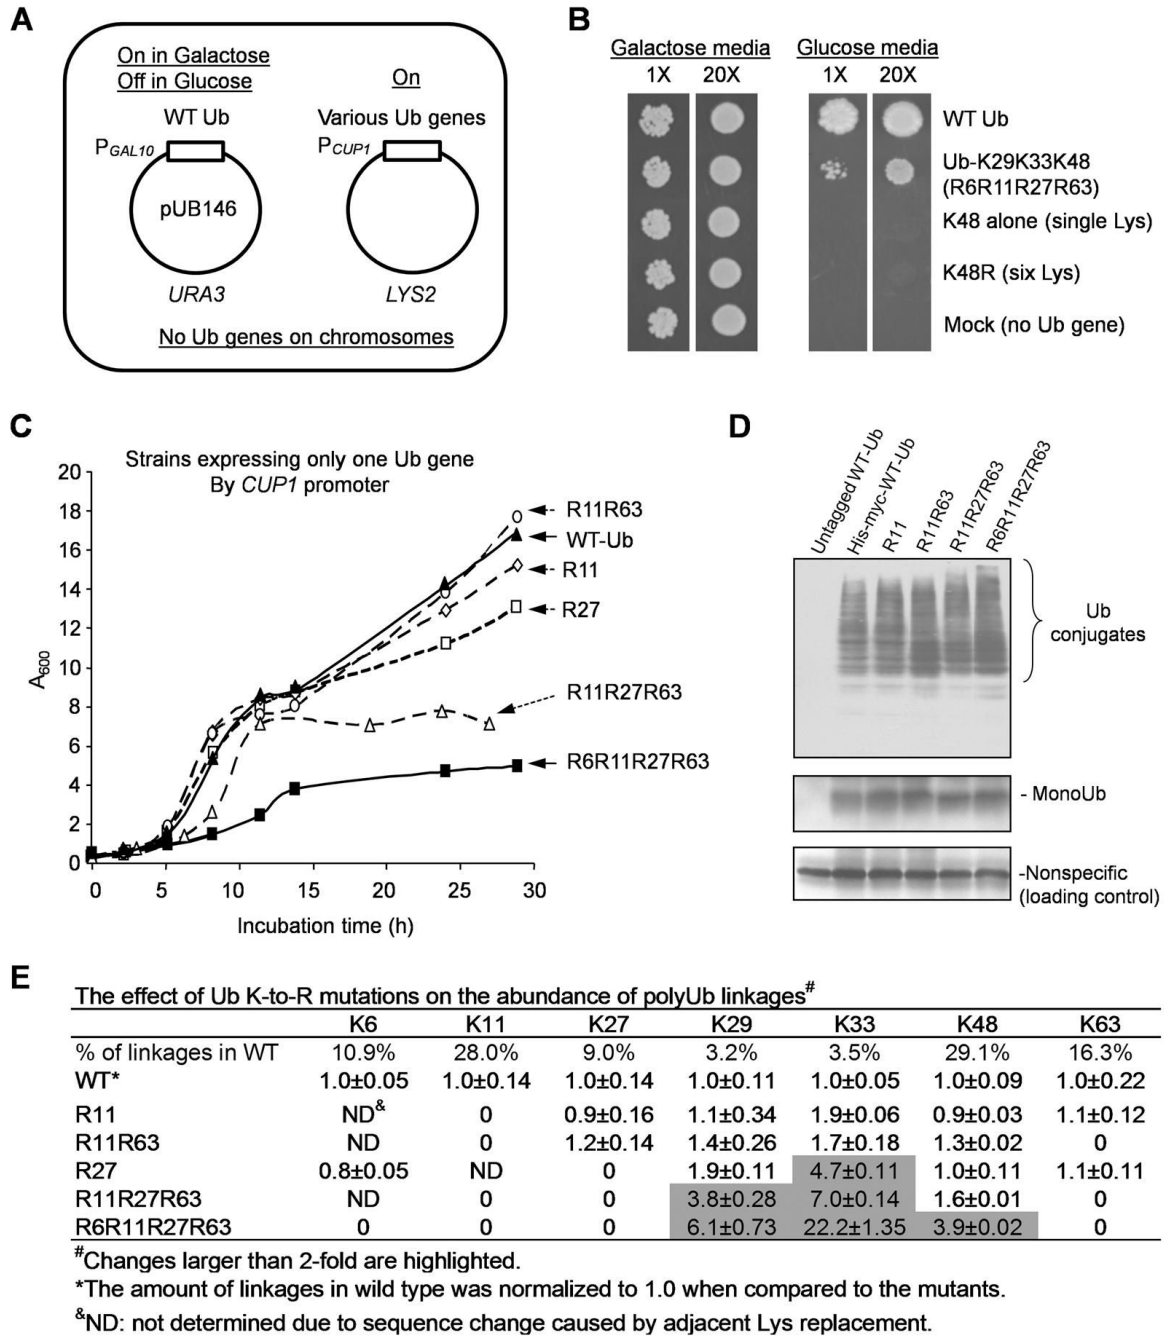 A
On in Galactose
Off in Glucose
On
WT Ub
Various Ub genes
PGAL10
PCUP1
pUB146
URA3
LYS2
No Ub genes on chromosomes
B
Galactose media
Glucose media
1X
20X
1X
20X
WT Ub
Ub-K29K33K48
(R6R11R27R63)
K48 alone (single Lys)
K48R (six Lys)
Mock (no Ub gene)
C
Strains expressing only one Ub gene
By CUP1 promoter
20
18
16
14
12
10
8
6
4
2
0
A600
0
5
10
15
20
25
30
Incubation time (h)
R11R63
WT-Ub
R11
R27
R11R27R63
R6R11R27R63
D
Untagged WT-Ub
His-myc-WT-Ub
R11
R11R63
R11R27R63
R6R11R27R63
Ub
conjugates
- MonoUb
-Nonspecific
(loading control)
E
The effect of Ub K-to-R mutations on the abundance of polyUb linkages#
K6 K11 K27 K29 K33 K48 K63
% of linkages in WT 10.9% 28.0% 9.0% 3.2% 3.5% 29.1% 16.3%
WT* 1.0±0.05 1.0±0.14 1.0±0.14 1.0±0.11 1.0±0.05 1.0±0.09 1.0±0.22
R11 ND& 0 0.9±0.16 1.1±0.34 1.9±0.06 0.9±0.03 1.1±0.12
R11R63 ND 0 1.2±0.14 1.4±0.26 1.7±0.18 1.3±0.02 0
R27 0.8±0.05 ND 0 1.9±0.11 4.7±0.11 1.0±0.11 1.1±0.11
R11R27R63 ND 0 0 3.8±0.28 7.0±0.14 1.6±0.01 0
R6R11R27R63 0 0 0 6.1±0.73 22.2±1.35 3.9±0.02 0
#Changes larger than 2-fold are highlighted.
*The amount of linkages in wild type was normalized to 1.0 when compared to the mutants.
&ND: not determined due to sequence change caused by adjacent Lys replacement.